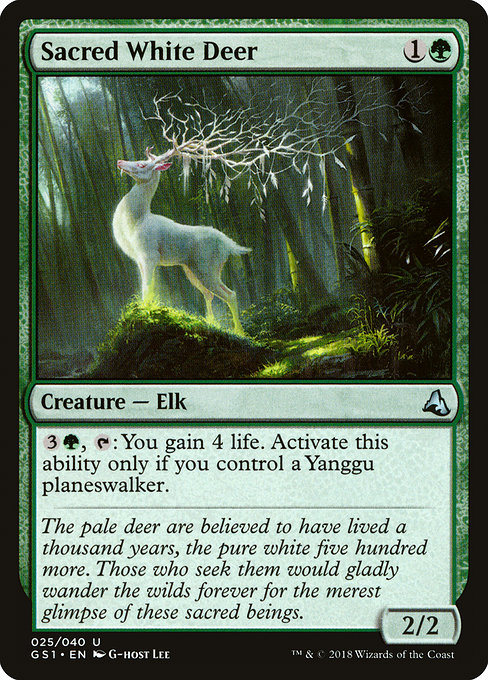 Sacred White Deer 1
Creature — Elk
3, : You gain 4 life. Activate this
ability only if you control a Yanggu
planeswalker.
The pale deer are believed to have lived a
thousand years, the pure white five hundred
more. Those who seek them would gladly
wander the wilds forever for the merest
glimpse of these sacred beings.
2/2
025/040 U
GS1 • EN G-host Lee
™ & © 2018 Wizards of the Coast